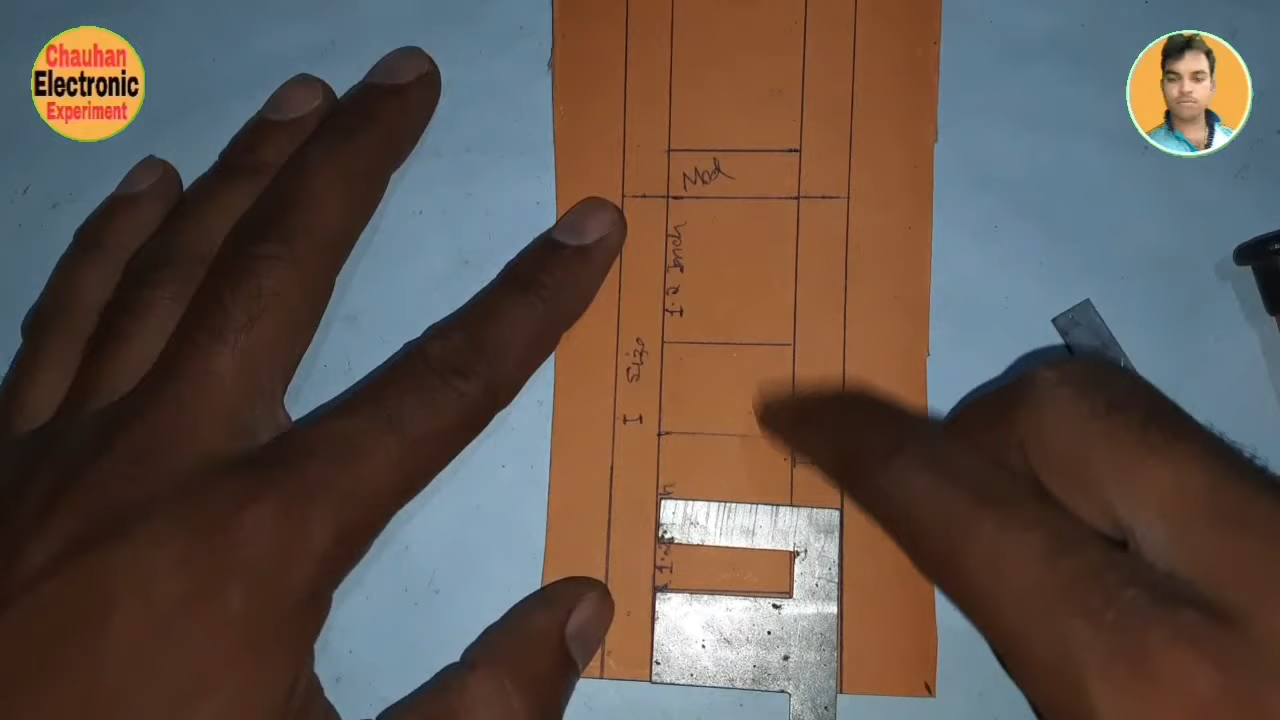 Chauhan
Electronic
Experiment
Mod
1.2 Inch
I Size